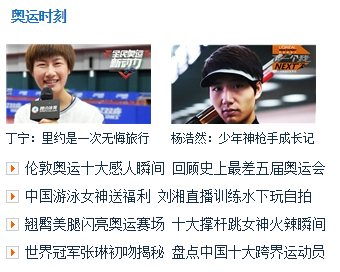 奥运时刻
全民奥运
新动力
L'OREAL
NEXT
丁宁：里约是一次无悔旅行
杨浩然：少年神枪手成长记
伦敦奥运十大感人瞬间 回顾史上最差五届奥运会
中国游泳女神送福利 刘湘直播训练水下玩自拍
翘臀美腿闪亮奥运赛场 十大撑杆跳女神火辣瞬间
世界冠军张琳初吻揭秘 盘点中国十大跨界运动员